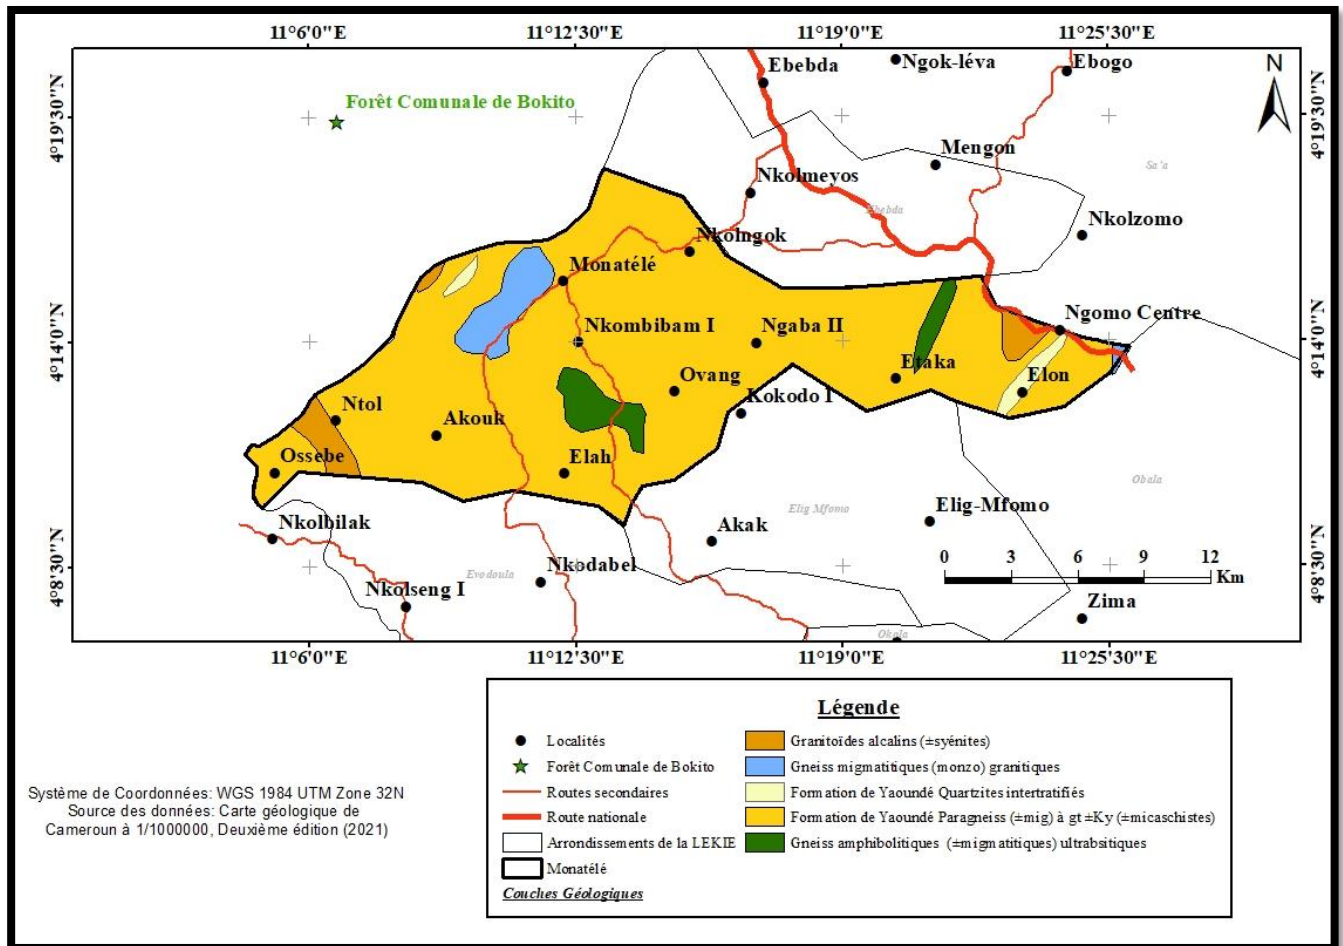 11°6'0"E 11°12'30"E 11°19'0"E 11°25'30"E
Ebebda
Ngok-léva
Ebogo
N
Forêt Comunale de Bokito
4°19'30"N
4°19'30"N
Mengon
Sa'a
Nkolmeyos
Ebebda
Nkolzomo
Nkolngok
Monatélé
Nkombibam I
Ngaba II
Ngomo Centre
4°14'0"N
4°14'0"N
Etaka
Elon
Ovang
Kokodo I
Ntol
Akouk
Ossebe
Elah
Obala
Elig Mfomo
Elig-Mfomo
Nkolbilak
Akak
0 3 6 9 12
Km
Nkodabel
Evodoula
4°8'30"N
4°8'30"N
Nkolseng I
Zima
Okala
11°6'0"E 11°12'30"E 11°19'0"E 11°25'30"E
Légende
Localités
Forêt Comunale de Bokito
Routes secondaires
Route nationale
Arrondissements de la LEKIE
Monatélé
Couches Géologiques
Granitoïdes alcalins (±syénites)
Gneiss migmatitiques (monzo) granitiques
Formation de Yaoundé Quartzites intertratifiés
Formation de Yaoundé Paragneiss (±mig) à gt ±Ky (±micaschistes)
Gneiss amphibolitiques (±migmatitiques) ultrabsitiques
Système de Coordonnées: WGS 1984 UTM Zone 32N
Source des données: Carte géologique de
Cameroun à 1/1000000, Deuxième édition (2021)